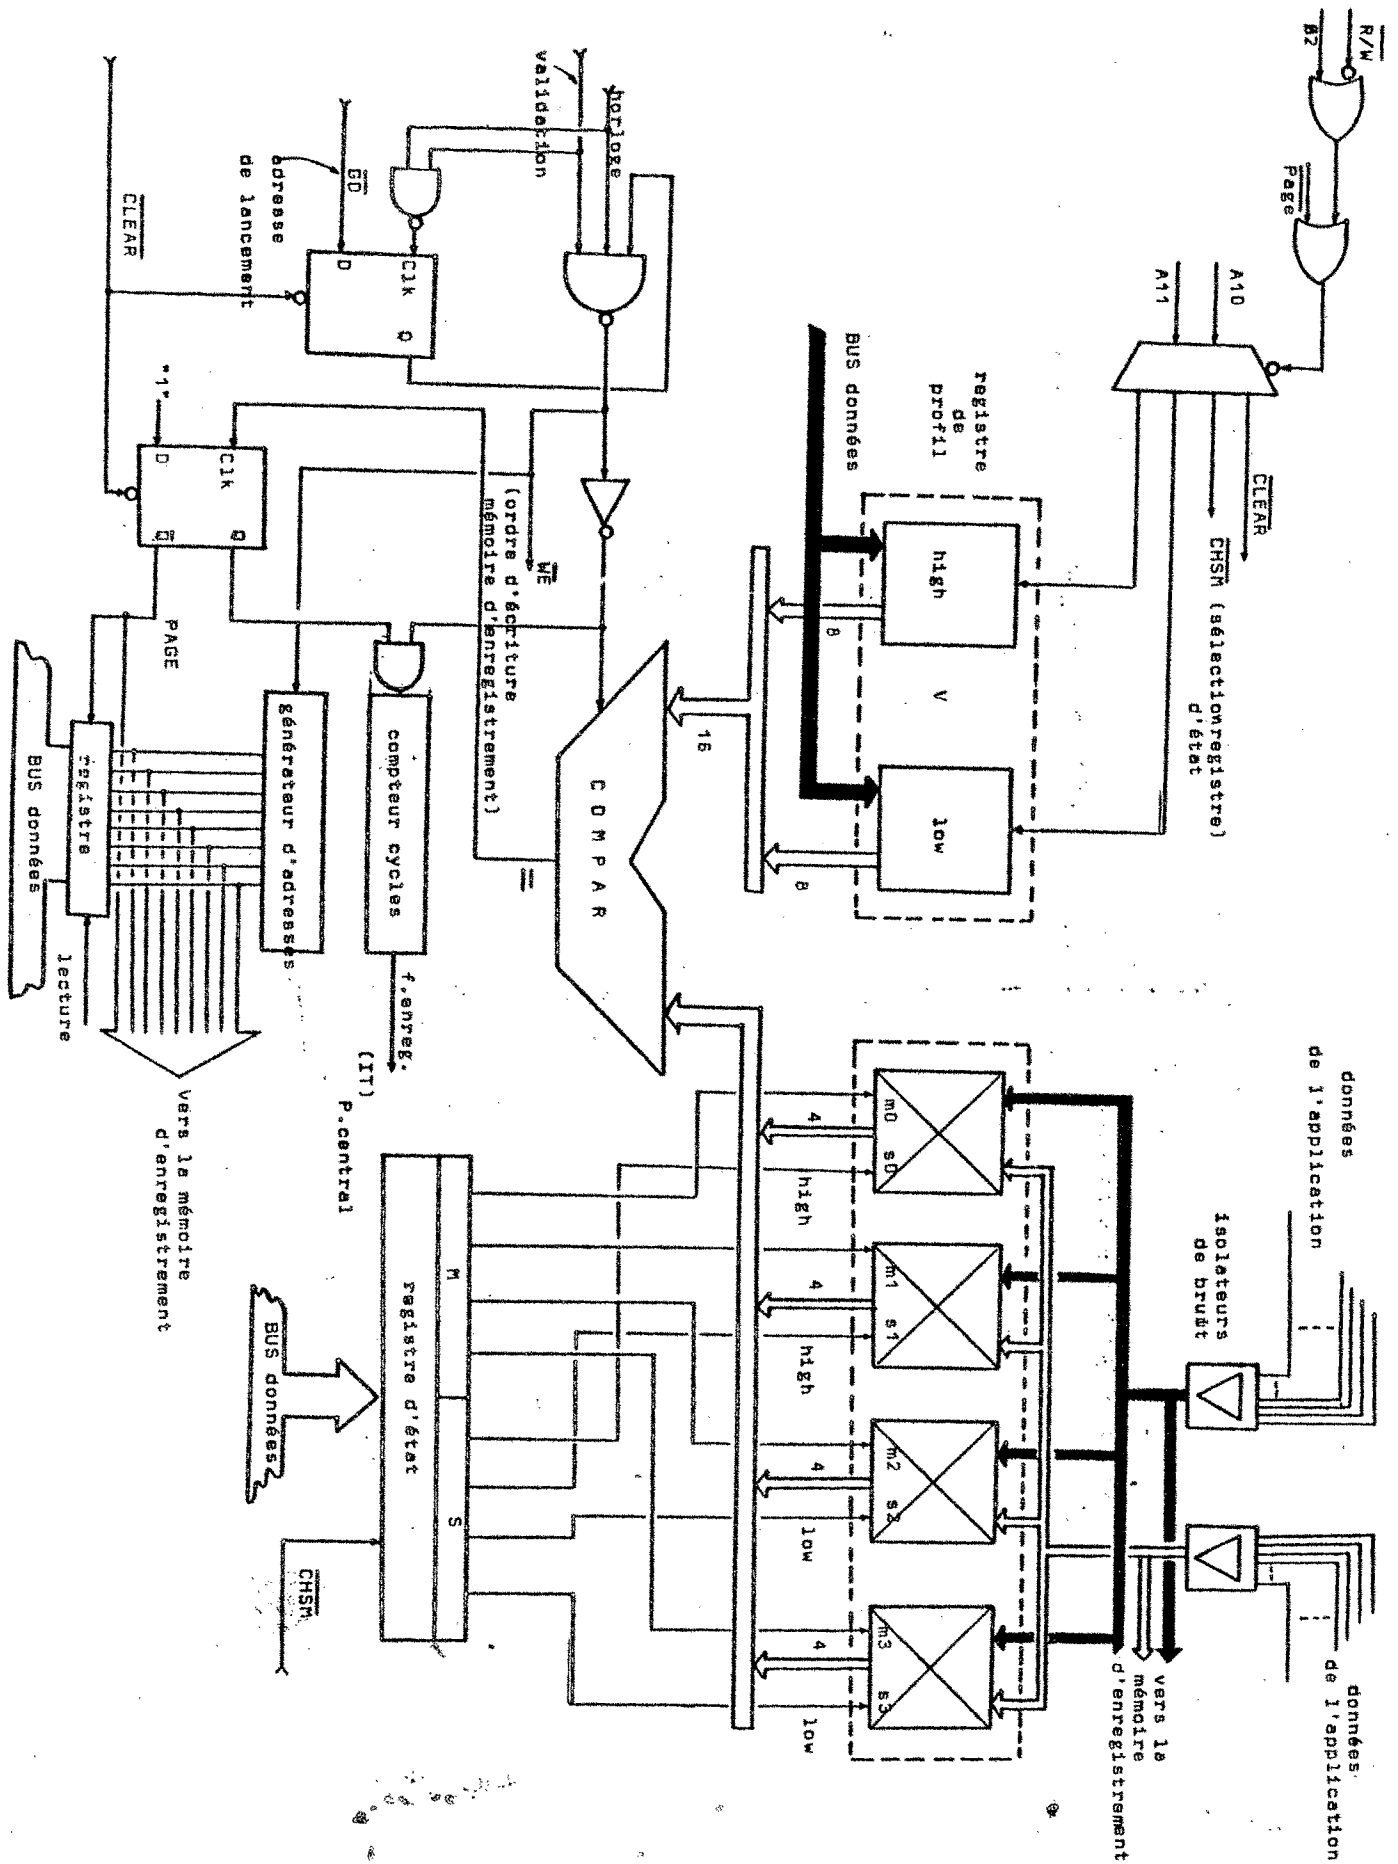 R/W
ø2
Page
A10
A11
CLEAR
CHSM (sélectionregistre)
d'état
registre
de
profil
BUS données
high
V
low
8
8
16
horloge
validation
GO
adresse
de lancement
CLEAR
Clk
D
Q
"1"
Clk
D
Q
Q
WE
(ordre d'écriture
mémoire d'enregistrement)
COMPAR
=
compteur cycles
f.enreg.
(IT)
P.central
générateur d'adresses
PAGE
registre
BUS données
lecture
vers la mémoire
d'enregistrement
données
de l'application
isolateurs
de bruit
données
de l'application
vers la
mémoire
d'enregistrement
m0 s0
m1 s1
m2 s2
m3 s3
4
high
4
high
4
low
4
low
M
S
registre d'état
BUS données
CHSM